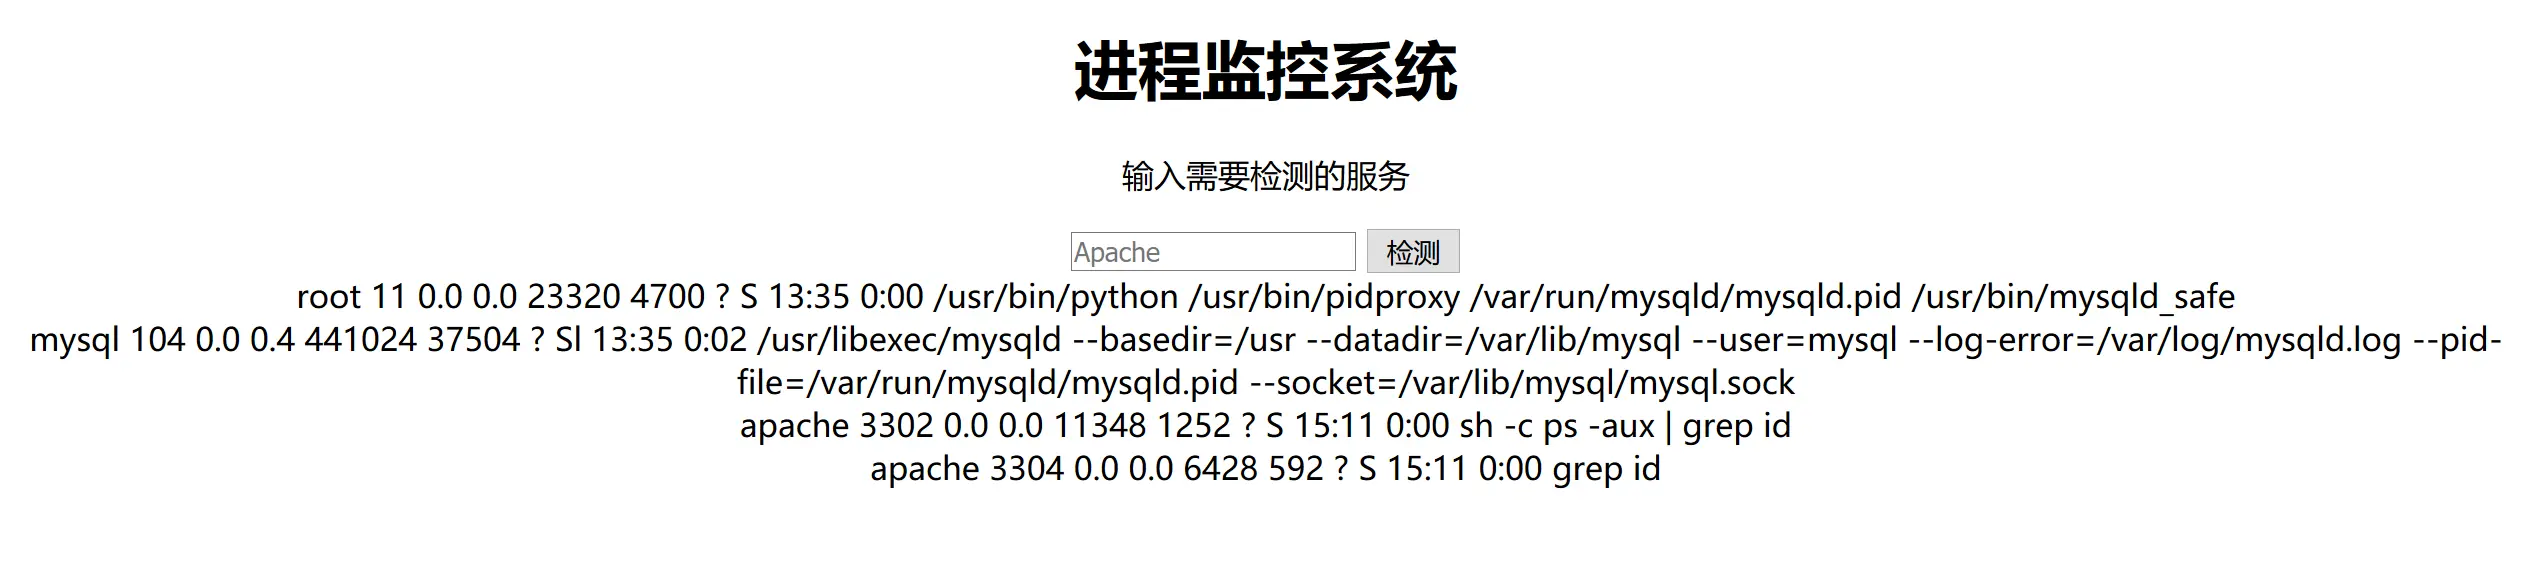 进程监控系统
输入需要检测的服务
Apache 检测
root 11 0.0 0.0 23320 4700 ? S 13:35 0:00 /usr/bin/python /usr/bin/pidproxy /var/run/mysqld/mysqld.pid /usr/bin/mysqld_safe
mysql 104 0.0 0.4 441024 37504 ? Sl 13:35 0:02 /usr/libexec/mysqld --basedir=/usr --datadir=/var/lib/mysql --user=mysql --log-error=/var/log/mysqld.log --pid-
file=/var/run/mysqld/mysqld.pid --socket=/var/lib/mysql/mysql.sock
apache 3302 0.0 0.0 11348 1252 ? S 15:11 0:00 sh -c ps -aux | grep id
apache 3304 0.0 0.0 6428 592 ? S 15:11 0:00 grep id